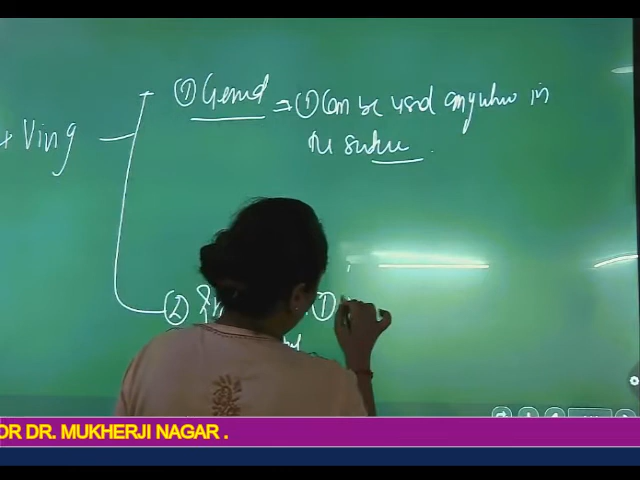 + Ving
① Gerund ⇒ ① Can be used anywhere in
the sentence.
②
①
OR DR. MUKHERJI NAGAR .